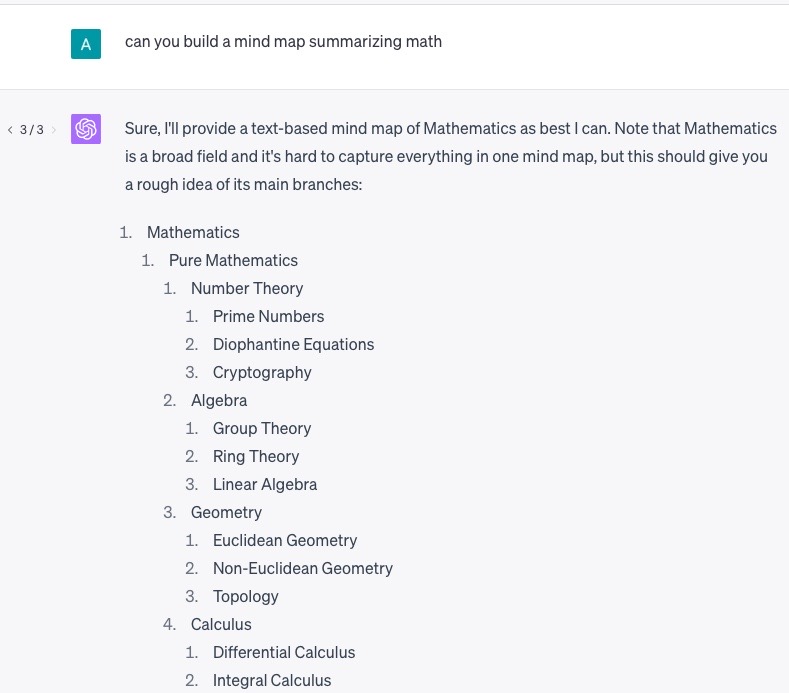 A
can you build a mind map summarizing math
< 3 / 3 >
Sure, I'll provide a text-based mind map of Mathematics as best I can. Note that Mathematics
is a broad field and it's hard to capture everything in one mind map, but this should give you
a rough idea of its main branches:
1. Mathematics
1. Pure Mathematics
1. Number Theory
1. Prime Numbers
2. Diophantine Equations
3. Cryptography
2. Algebra
1. Group Theory
2. Ring Theory
3. Linear Algebra
3. Geometry
1. Euclidean Geometry
2. Non-Euclidean Geometry
3. Topology
4. Calculus
1. Differential Calculus
2. Integral Calculus